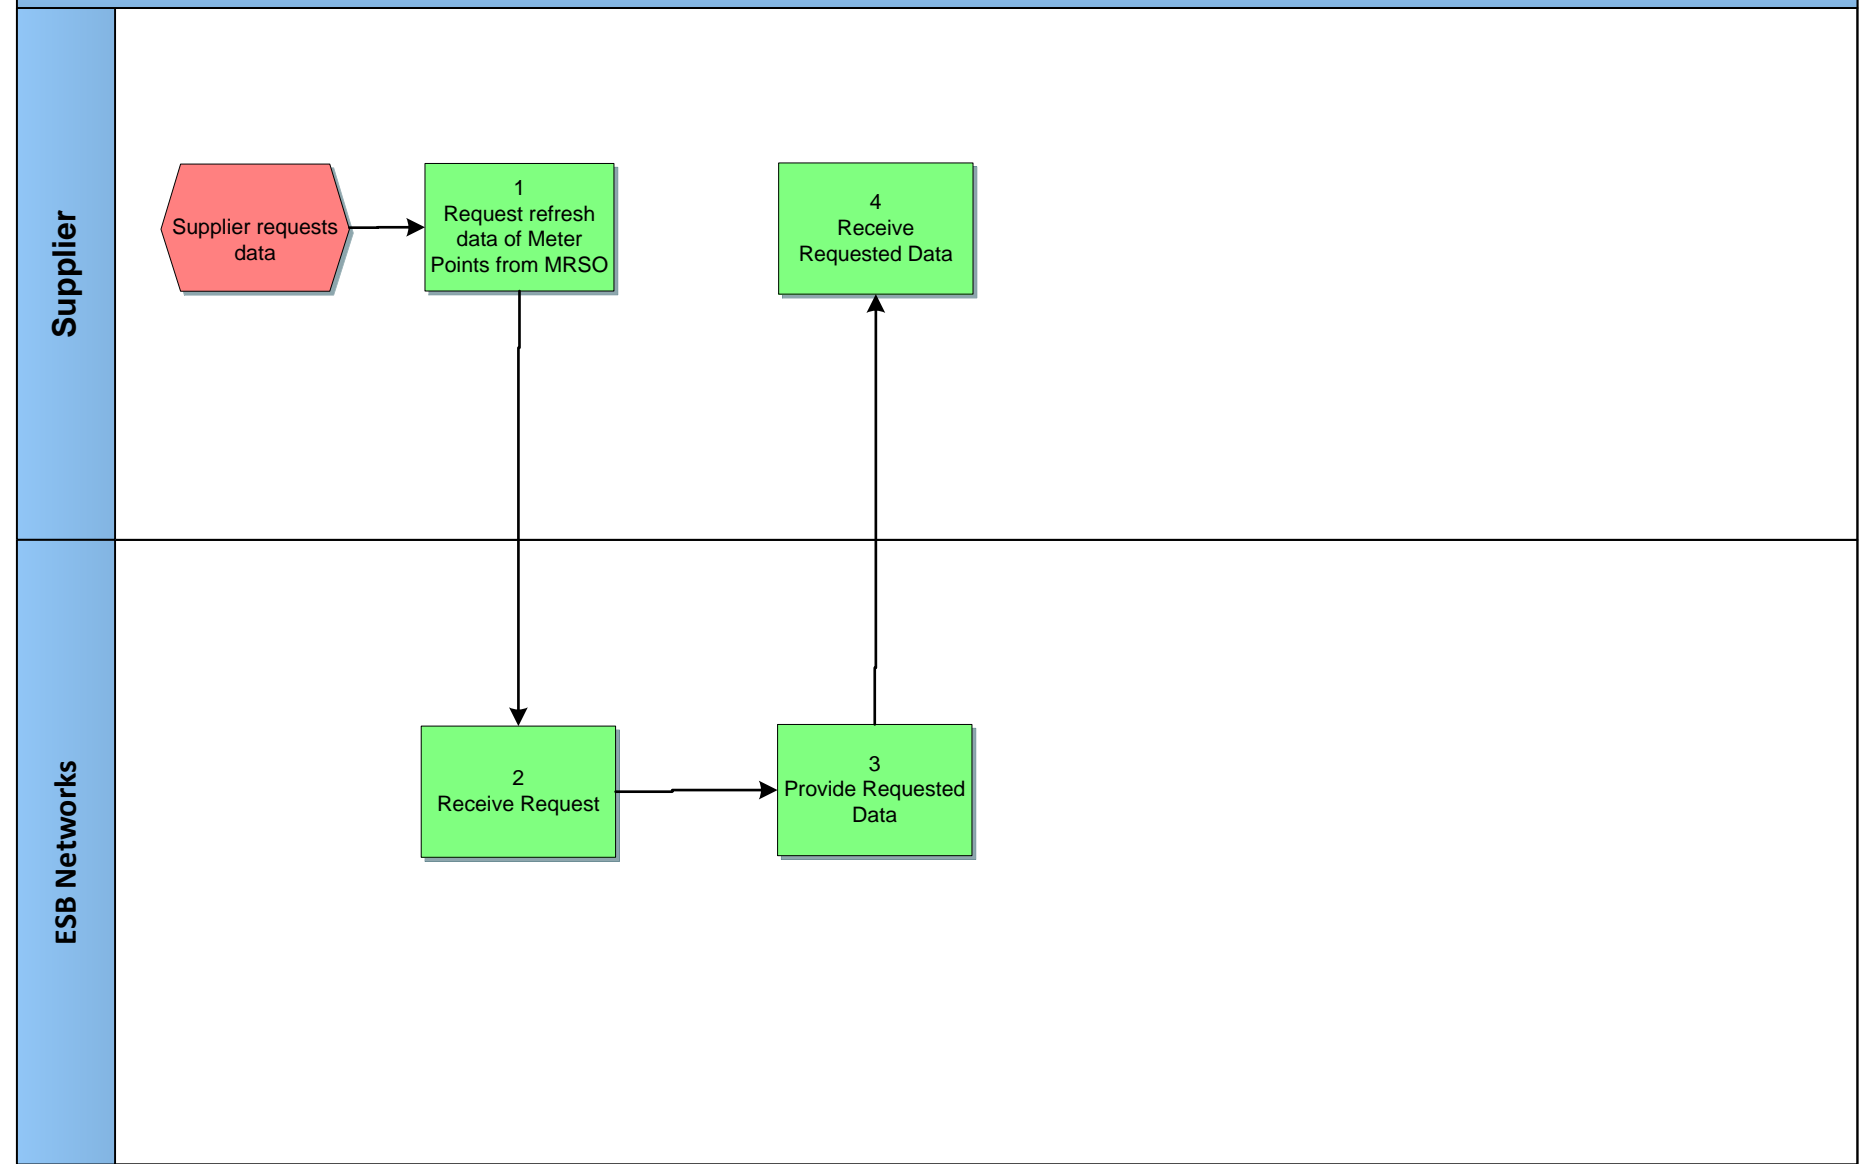 Supplier
Supplier requests
data
1
Request refresh
data of Meter
Points from MRSO
4
Receive
Requested Data
ESB Networks
2
Receive Request
3
Provide Requested
Data